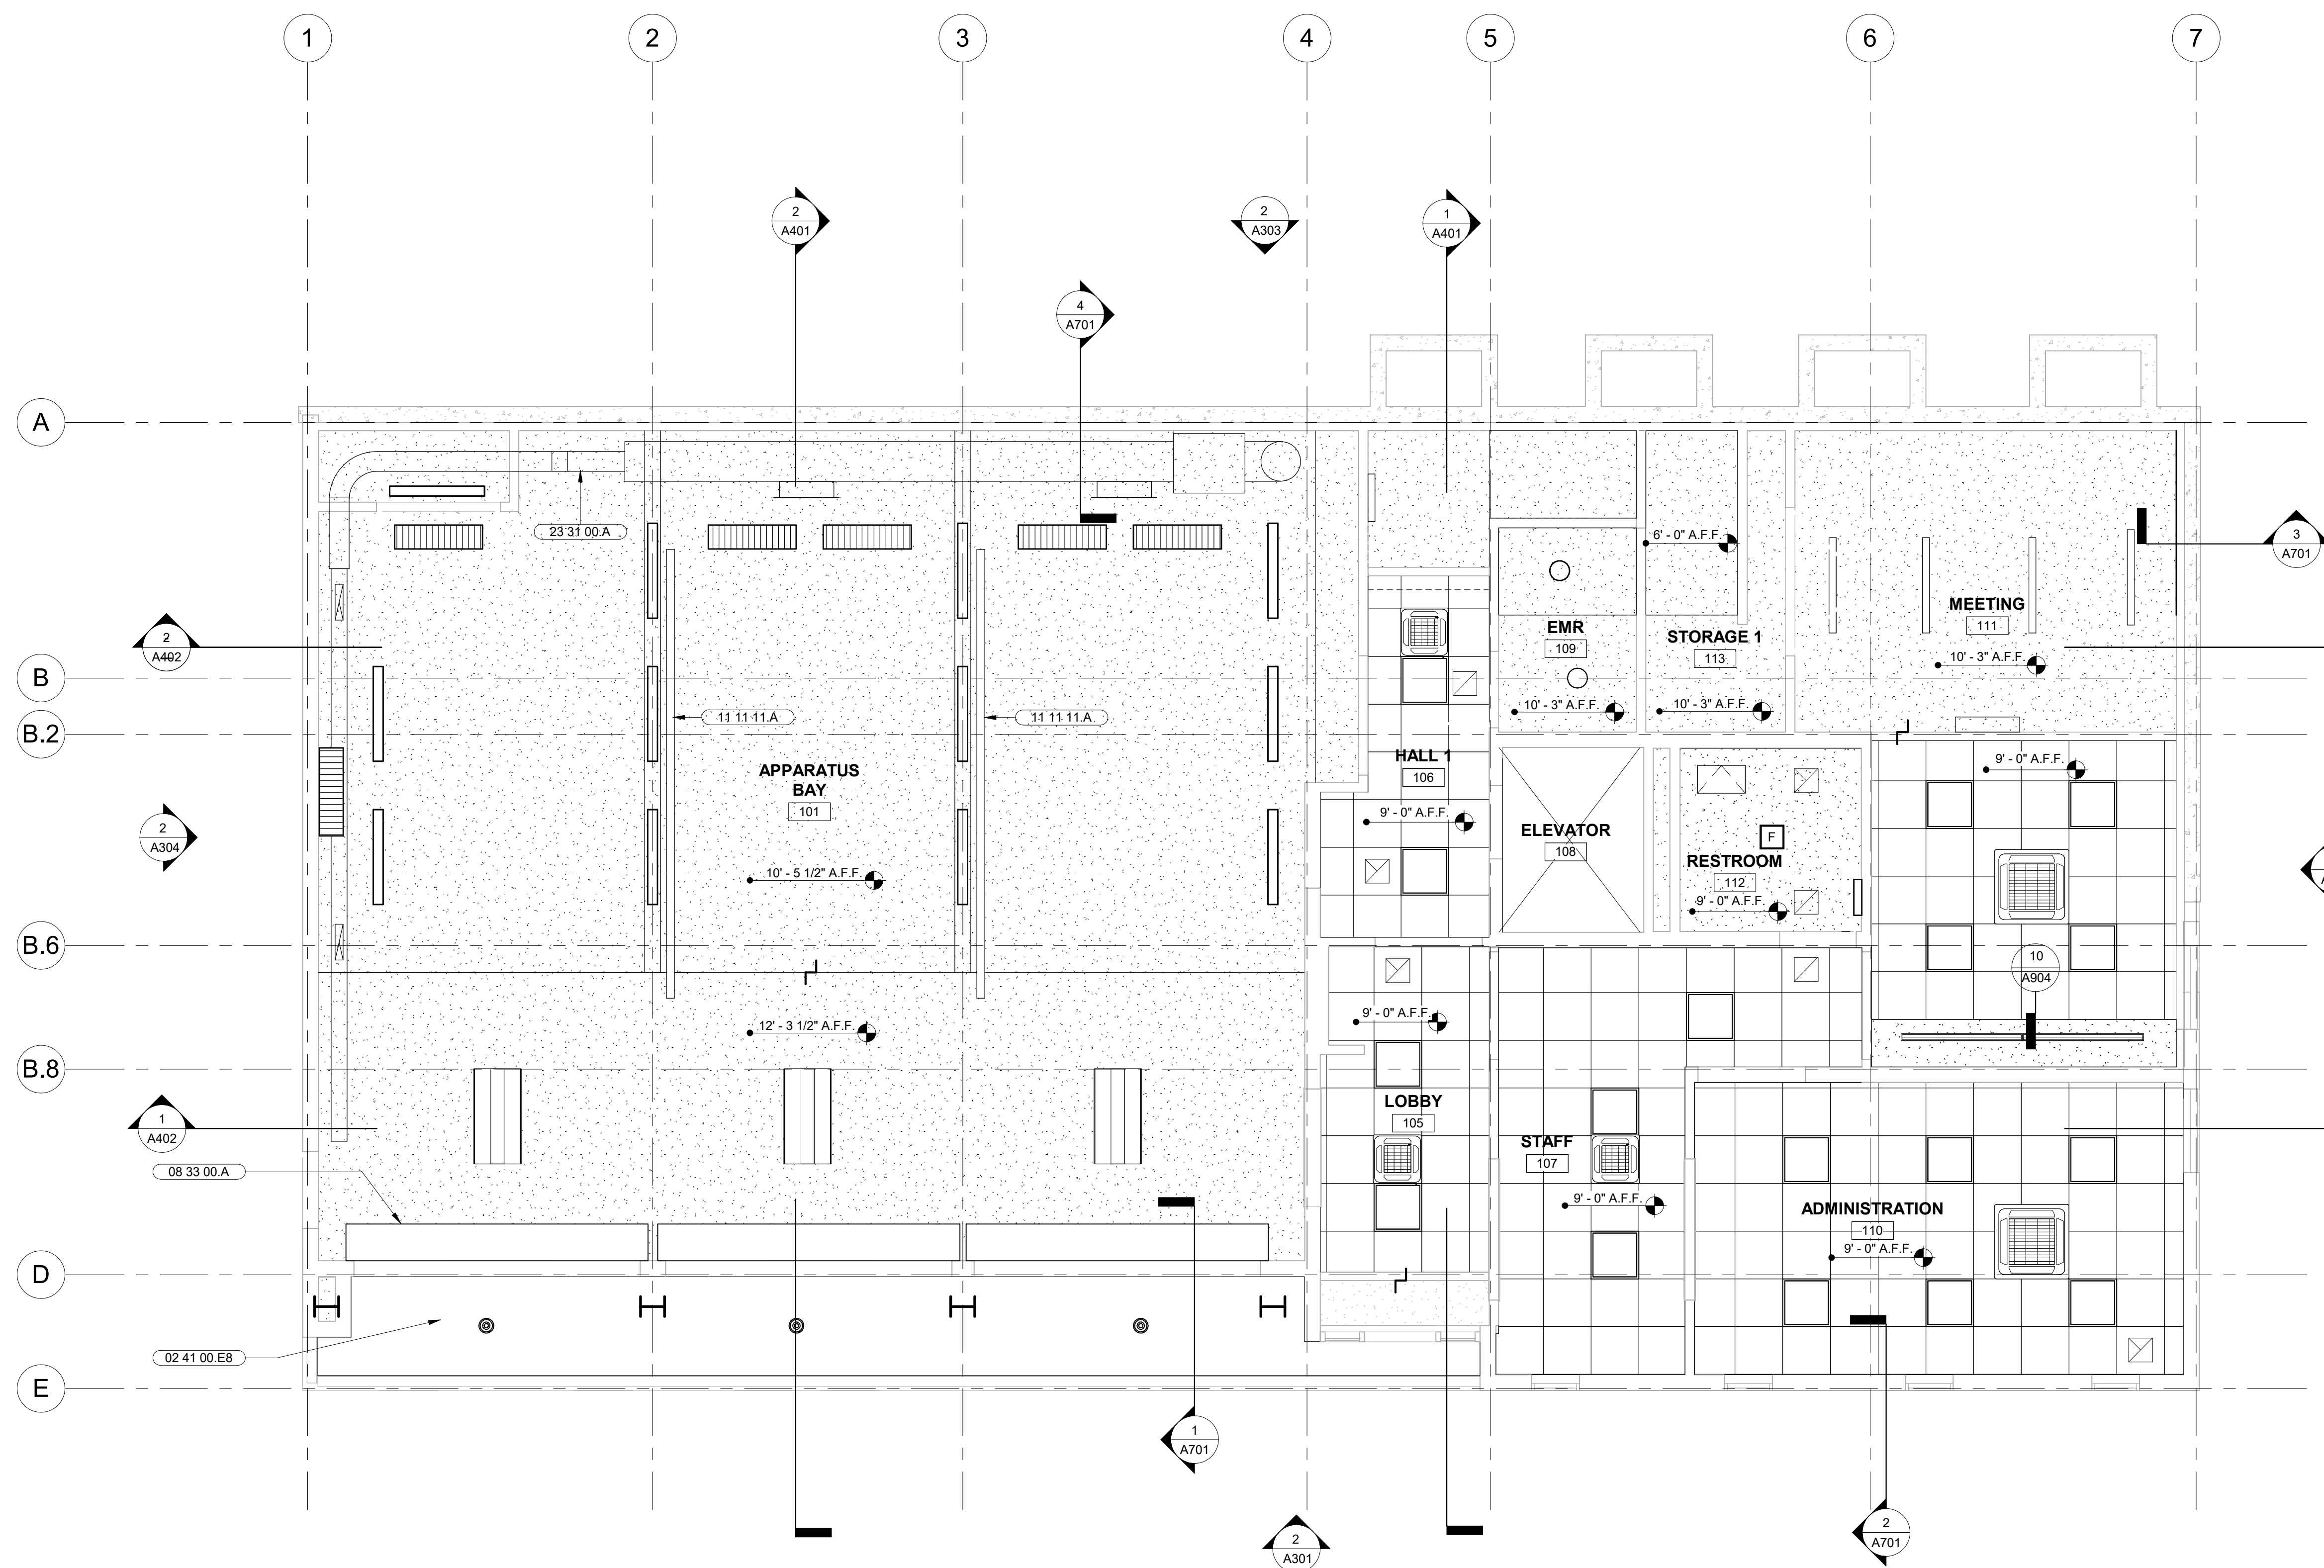 1
2
3
4
5
6
7
2
A401
2
A303
1
A401
4
A701
A
23 31 00.A
6' - 0" A.F.F.
3
A701
MEETING
111
10' - 3" A.F.F.
EMR
109
STORAGE 1
113
2
A402
B
10' - 3" A.F.F.
10' - 3" A.F.F.
11 11 11.A
11 11 11.A
B.2
HALL 1
106
9' - 0" A.F.F.
9' - 0" A.F.F.
APPARATUS
BAY
101
10' - 5 1/2" A.F.F.
2
A304
ELEVATOR
108
F
RESTROOM
112
9' - 0" A.F.F.
B.6
10
A904
9' - 0" A.F.F.
12' - 3 1/2" A.F.F.
B.8
LOBBY
105
1
A402
STAFF
107
9' - 0" A.F.F.
08 33 00.A
ADMINISTRATION
110
9' - 0" A.F.F.
D
02 41 00.E8
E
1
A701
2
A301
2
A701